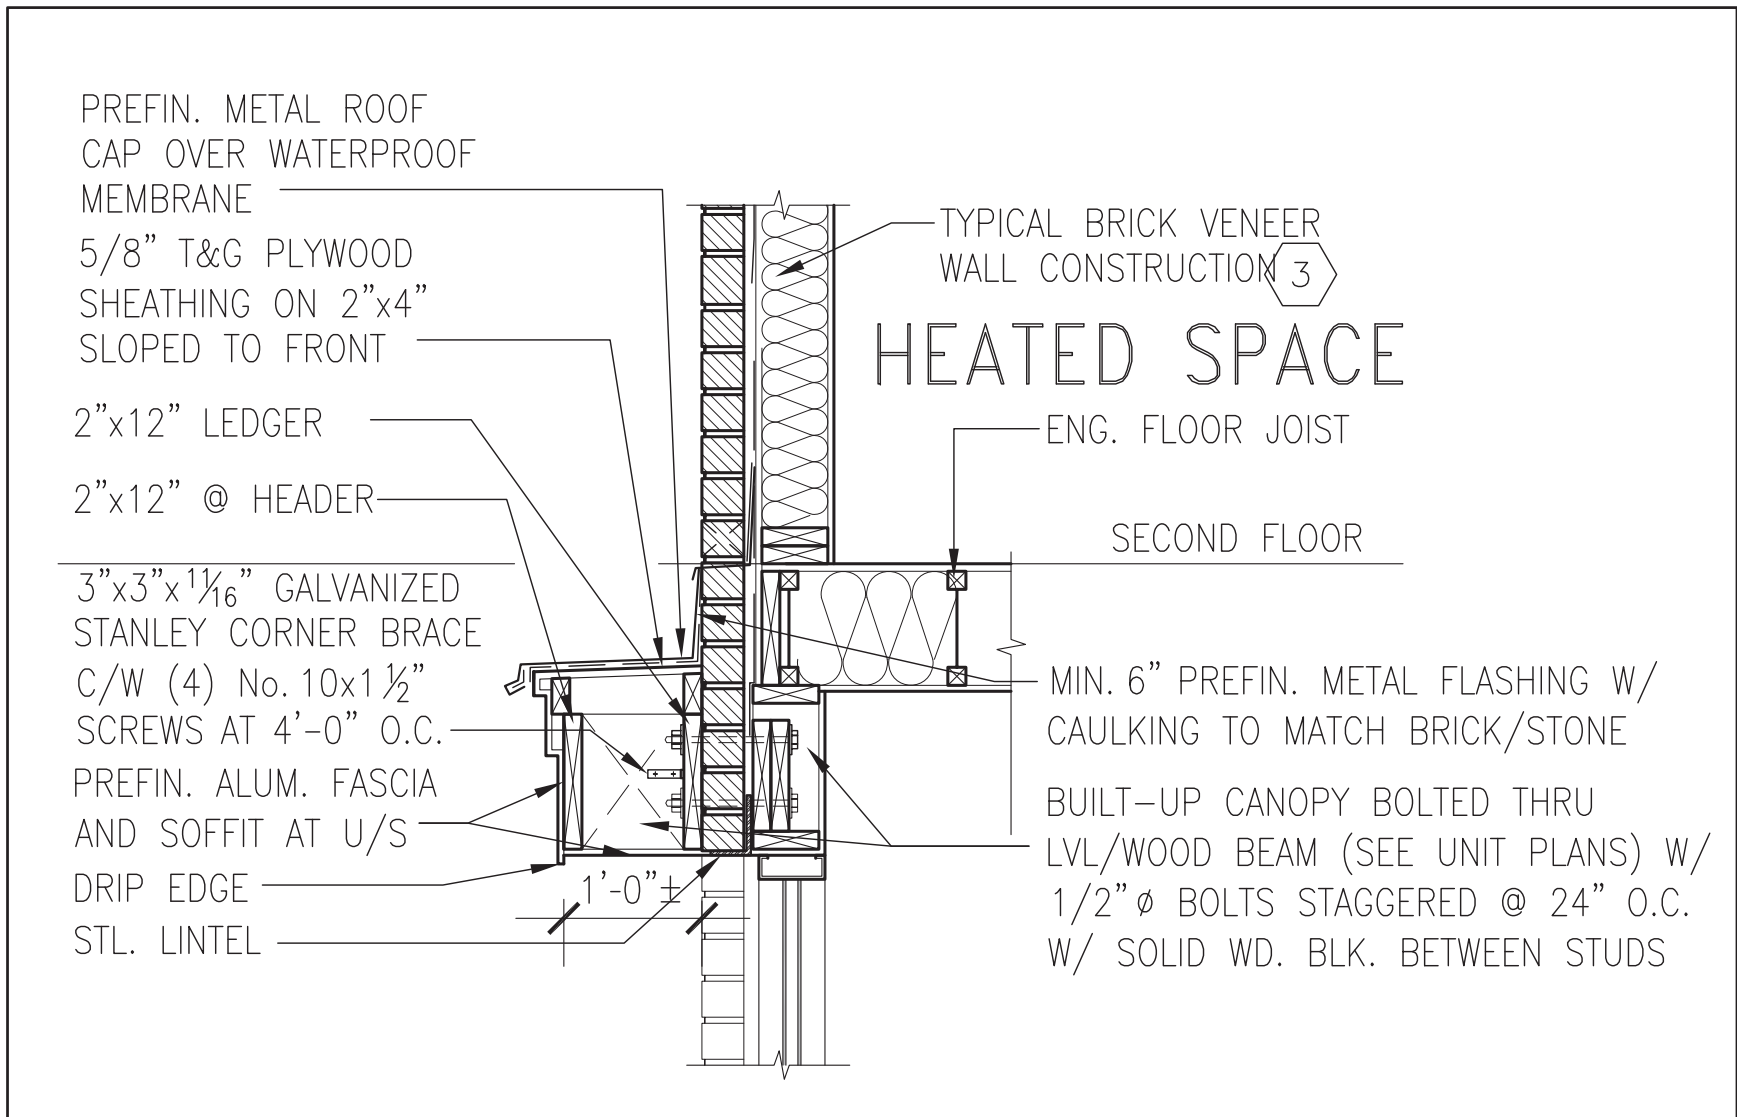 PREFIN. METAL ROOF
CAP OVER WATERPROOF
MEMBRANE
5/8" T&G PLYWOOD
SHEATHING ON 2"x4"
SLOPED TO FRONT
2"x12" LEDGER
2"x12" @ HEADER
3"x3"x11/16" GALVANIZED
STANLEY CORNER BRACE
C/W (4) No. 10x1 1/2"
SCREWS AT 4'-0" O.C.
PREFIN. ALUM. FASCIA
AND SOFFIT AT U/S
DRIP EDGE
STL. LINTEL
1'-0"±
TYPICAL BRICK VENEER
WALL CONSTRUCTION 3
HEATED SPACE
ENG. FLOOR JOIST
SECOND FLOOR
MIN. 6" PREFIN. METAL FLASHING W/
CAULKING TO MATCH BRICK/STONE
BUILT-UP CANOPY BOLTED THRU
LVL/WOOD BEAM (SEE UNIT PLANS) W/
1/2"ø BOLTS STAGGERED @ 24" O.C.
W/ SOLID WD. BLK. BETWEEN STUDS